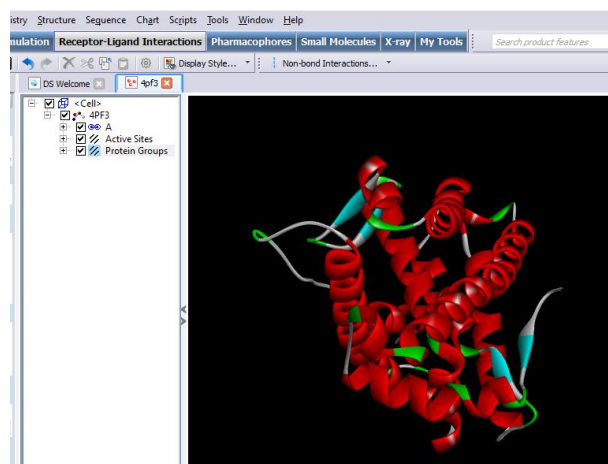 istry Structure Sequence Chart Scripts Tools Window Help
mulation Receptor-Ligand Interactions Pharmacophores Small Molecules X-ray My Tools Search product features
Display Style... Non-bond Interactions...
DS Welcome 4pf3
<Cell>
4PF3
A
Active Sites
Protein Groups